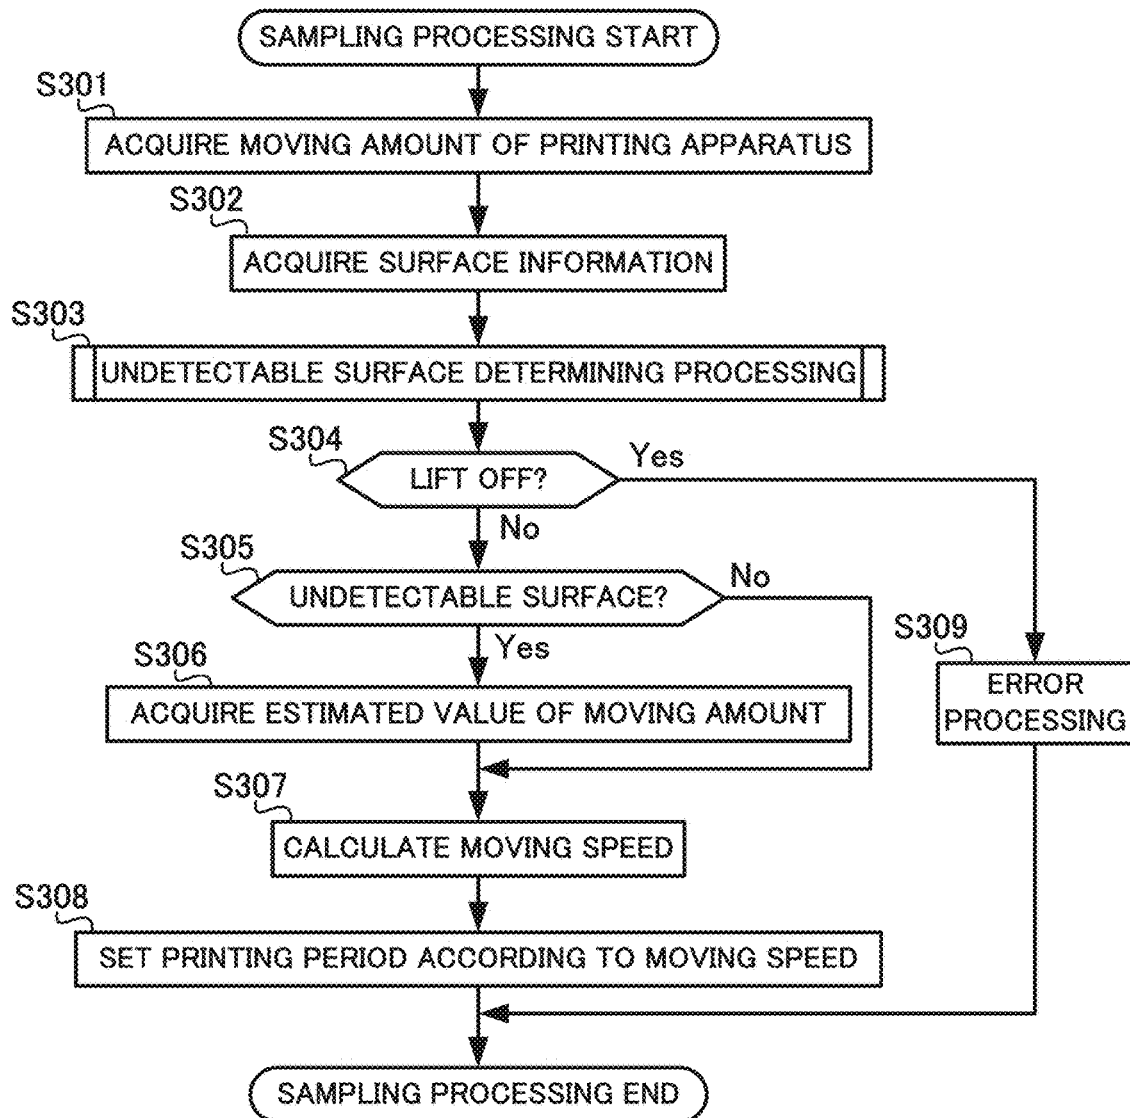 SAMPLING PROCESSING START
S301
ACQUIRE MOVING AMOUNT OF PRINTING APPARATUS
S302
ACQUIRE SURFACE INFORMATION
S303
UNDETECTABLE SURFACE DETERMINING PROCESSING
S304
LIFT OFF?
Yes
No
S305
UNDETECTABLE SURFACE?
No
Yes
S306
ACQUIRE ESTIMATED VALUE OF MOVING AMOUNT
S309
ERROR
PROCESSING
S307
CALCULATE MOVING SPEED
S308
SET PRINTING PERIOD ACCORDING TO MOVING SPEED
SAMPLING PROCESSING END